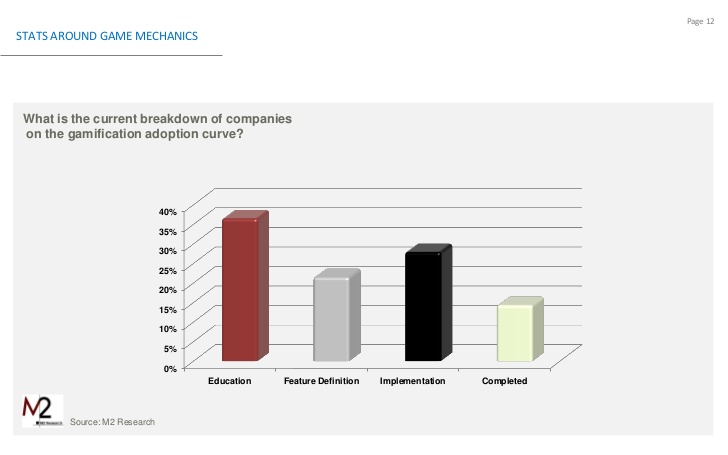 Page 12
STATS AROUND GAME MECHANICS
What is the current breakdown of companies
on the gamification adoption curve?
40%
35%
30%
25%
20%
15%
10%
5%
0%
Education Feature Definition Implementation Completed
M2
M2 Research
Source: M2 Research